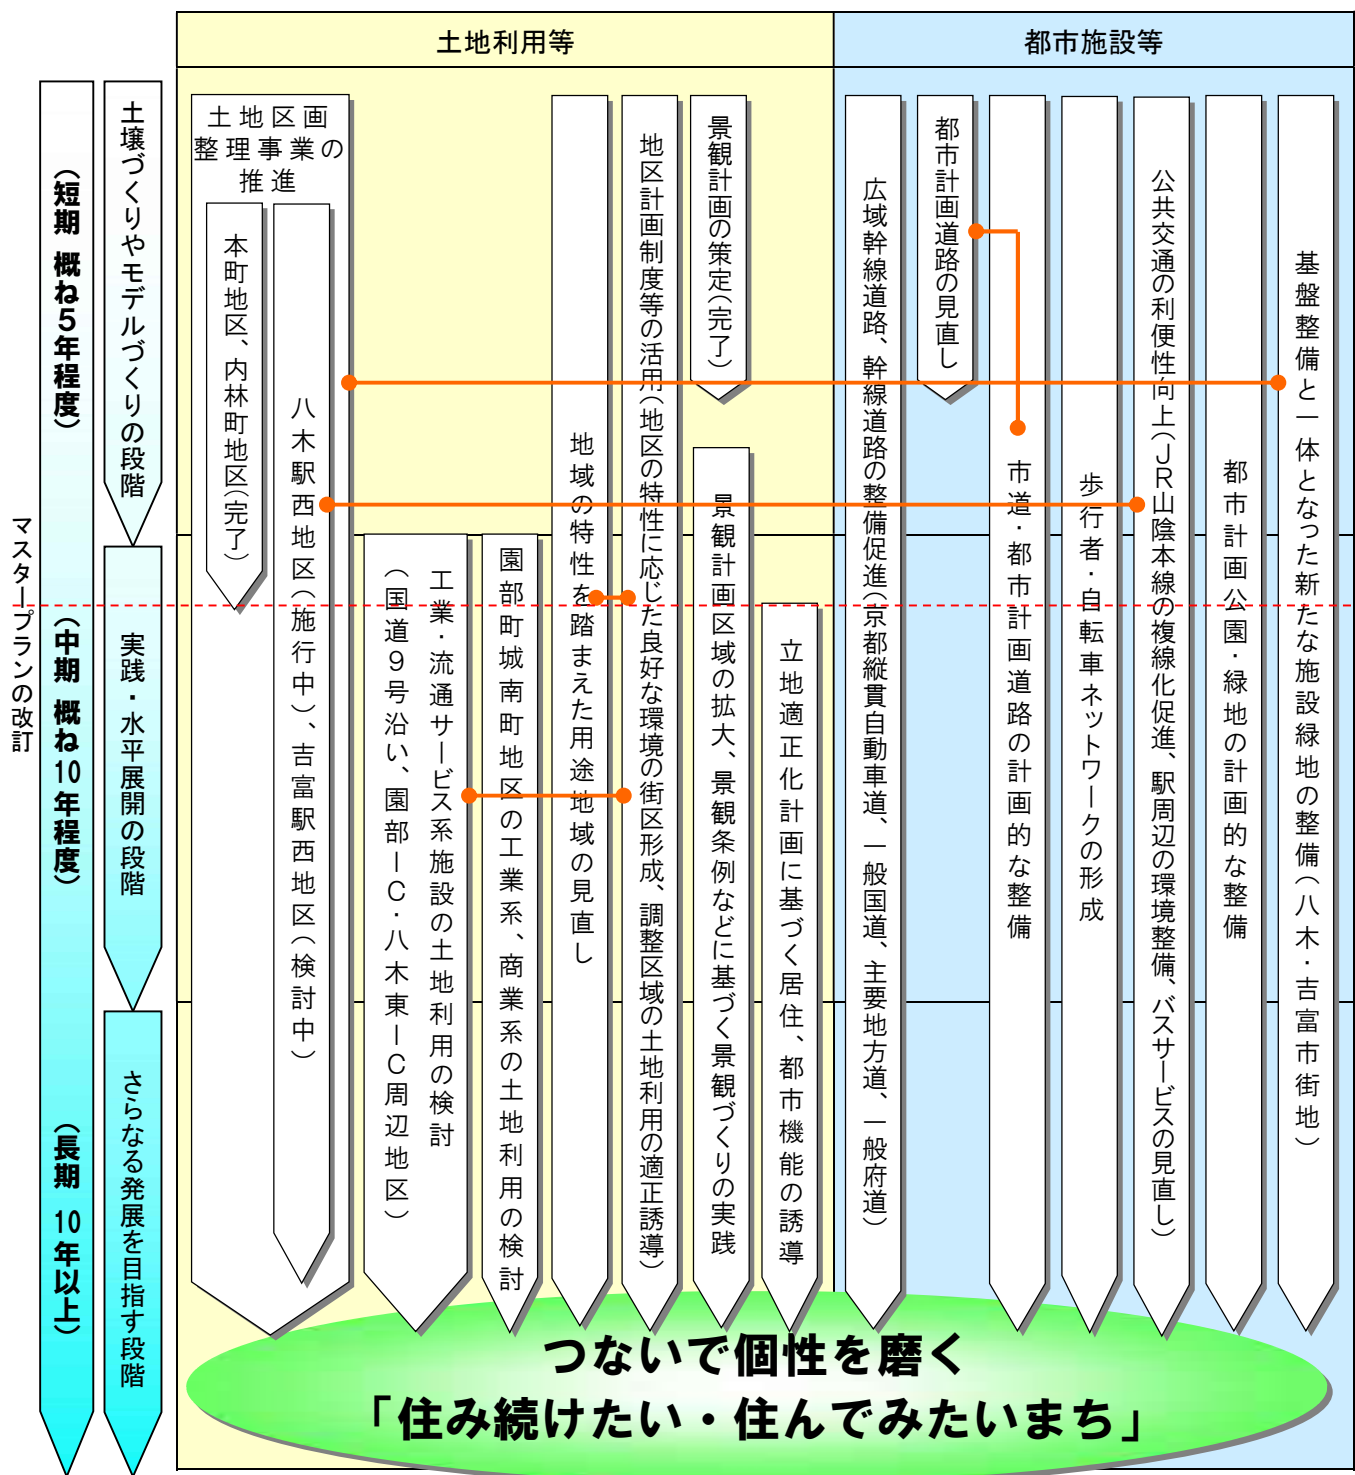 土地利用等
都市施設等
マスタープランの改訂
（短期 概ね５年程度）
（中期 概ね10年程度）
（長期 10年以上）
土壌づくりやモデルづくりの段階
実践・水平展開の段階
さらなる発展を目指す段階
土地区画
整理事業の
推進
本町地区、内林町地区（完了）
八木駅西地区（施行中）、吉富駅西地区（検討中）
工業・流通サービス系施設の土地利用の検討
（国道９号沿い、園部ＩＣ・八木東ＩＣ周辺地区）
園部町城南町地区の工業系、商業系の土地利用の検討
地域の特性を踏まえた用途地域の見直し
地区計画制度等の活用（地区の特性に応じた良好な環境の街区形成、調整区域の土地利用の適正誘導）
景観計画の策定（完了）
景観計画区域の拡大、景観条例などに基づく景観づくりの実践
立地適正化計画に基づく居住、都市機能の誘導
広域幹線道路、幹線道路の整備促進（京都縦貫自動車道、一般国道、主要地方道、一般府道）
都市計画道路の見直し
市道・都市計画道路の計画的な整備
歩行者・自転車ネットワークの形成
公共交通の利便性向上（ＪＲ山陰本線の複線化促進、駅周辺の環境整備、バスサービスの見直し）
都市計画公園・緑地の計画的な整備
基盤整備と一体となった新たな施設緑地の整備（八木・吉富市街地）
つないで個性を磨く
「住み続けたい・住んでみたいまち」